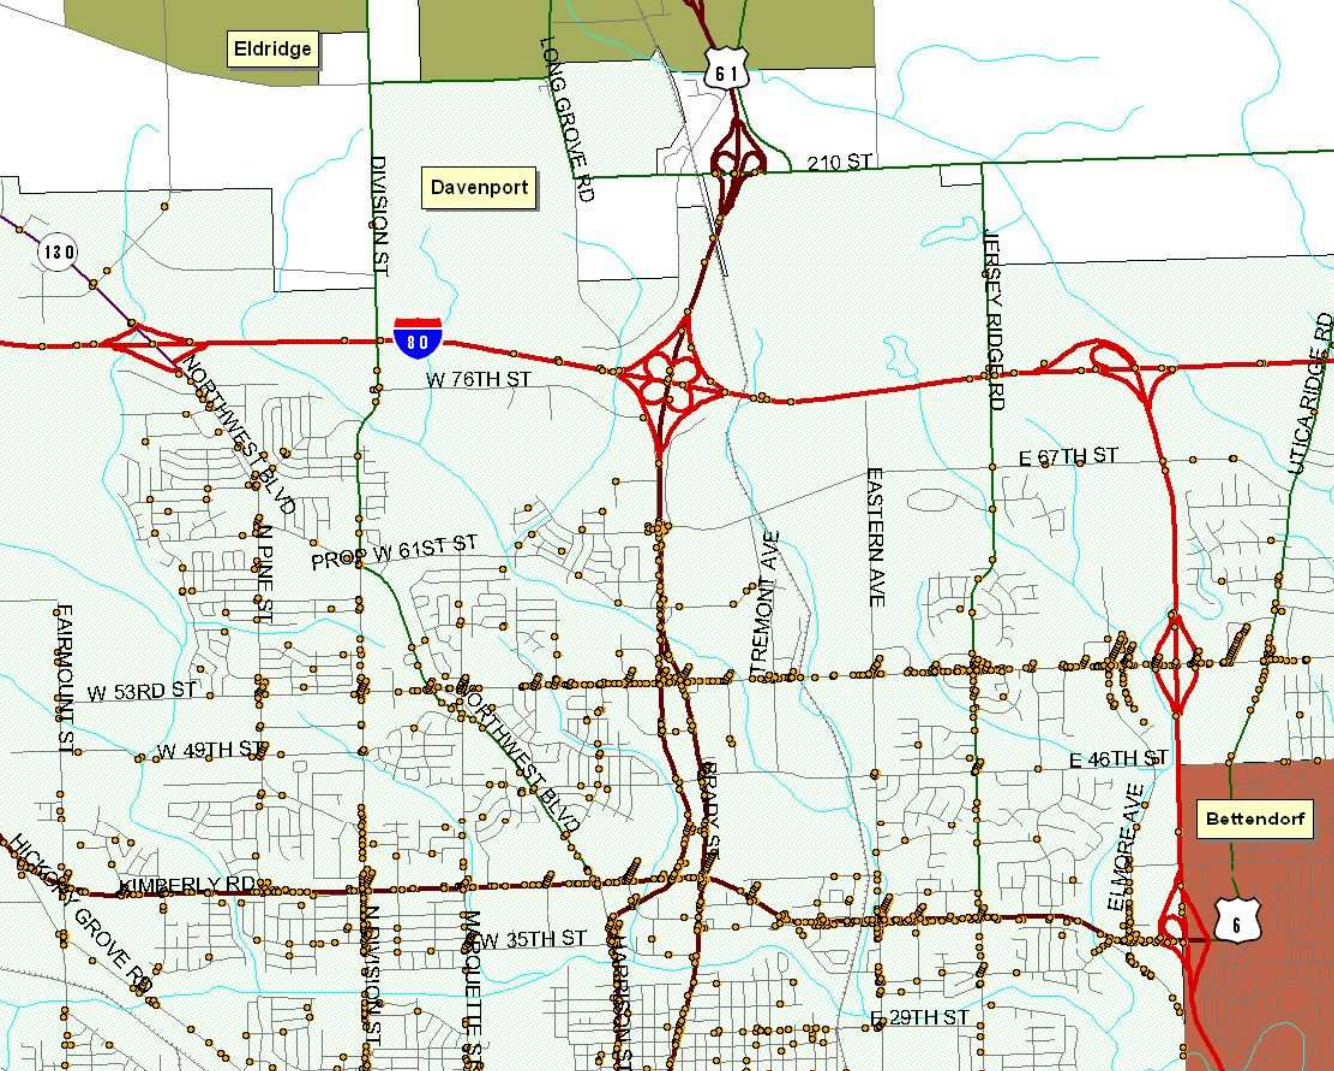 Eldridge
61
LONG GROVE RD
210 ST
DIVISION ST
Davenport
130
JERSEY RIDGE RD
80
W 76TH ST
NORTHWEST BLVD
UTICA RIDGE RD
E 67TH ST
EASTERN AVE
N PINE ST
PROP W 61ST ST
TREMONT AVE
FAIRMOUNT ST
W 53RD ST
NORTHWEST BLVD
W 49TH ST
E 46TH ST
BRADY ST
ELMORE AVE
Bettendorf
HICKORY GROVE RD
KIMBERLY RD
6
N DIVISION ST
MARQUETTE ST
W 35TH ST
HARRISON ST
E 29TH ST